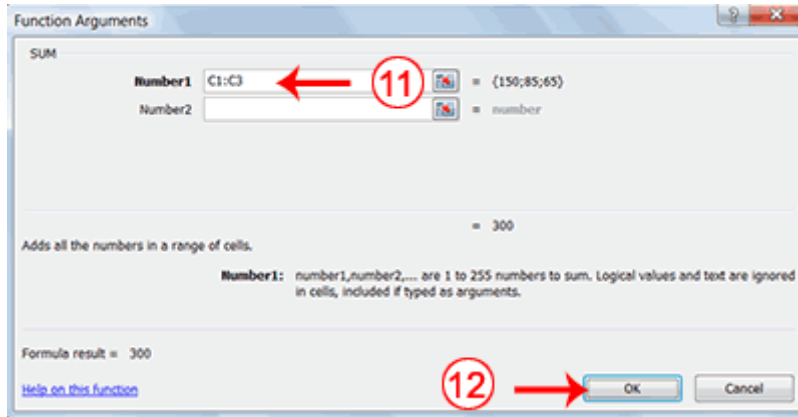 Function Arguments
SUM
Number1 C1:C3 11 = {150;85;65}
Number2 = number
= 300
Adds all the numbers in a range of cells.
Number1: number1,number2,... are 1 to 255 numbers to sum. Logical values and text are ignored
in cells, included if typed as arguments.
Formula result = 300
Help on this function 12 OK Cancel